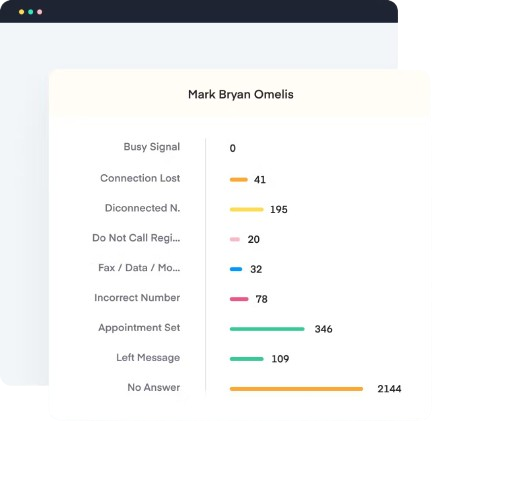 Mark Bryan Omelis
Busy Signal 0
Connection Lost 41
Diconnected N. 195
Do Not Call Regi... 20
Fax / Data / Mo... 32
Incorrect Number 78
Appointment Set 346
Left Message 109
No Answer 2144